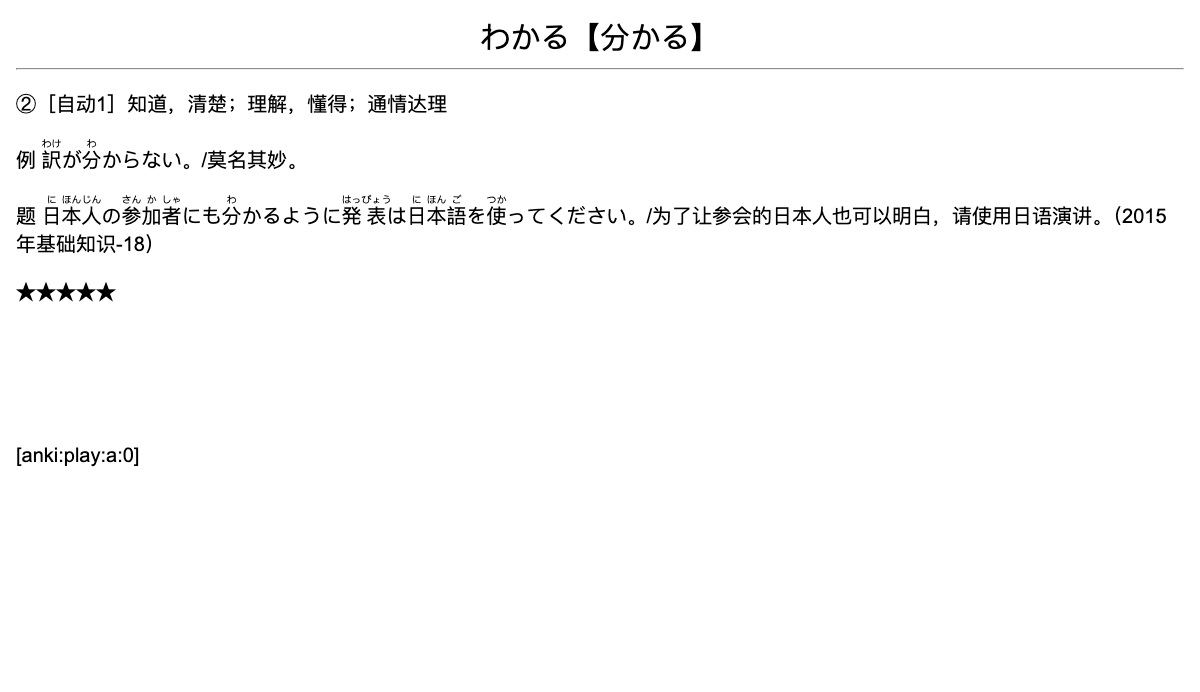 わかる【分かる】
②［自动1］知道，清楚；理解，懂得；通情达理
わけ わ
例 訳が分からない。/莫名其妙。
に ほんじん さん か しゃ わ はっぴょう に ほん ご つか
题 日本人の参加者にも分かるように発表は日本語を使ってください。/为了让参会的日本人也可以明白，请使用日语演讲。（2015
年基础知识-18）
★★★★★
[anki:play:a:0]